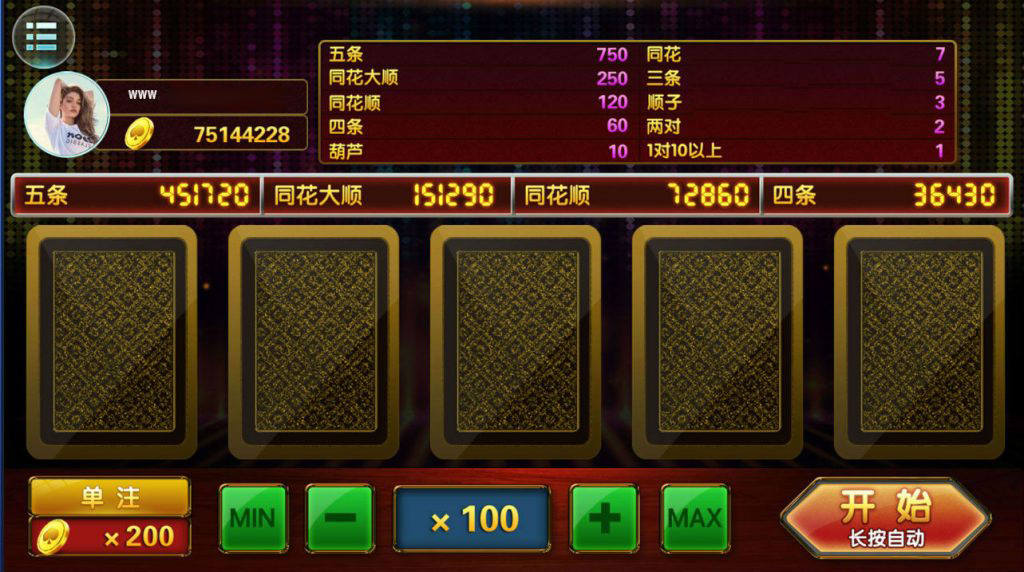 www
75144228
五条 750 同花 7
同花大顺 250 三条 5
同花顺 120 顺子 3
四条 60 两对 2
葫芦 10 1对10以上 1
五条 451720 同花大顺 151290 同花顺 72860 四条 36430
单注
×200
MIN − ×100 + MAX
开始
长按自动